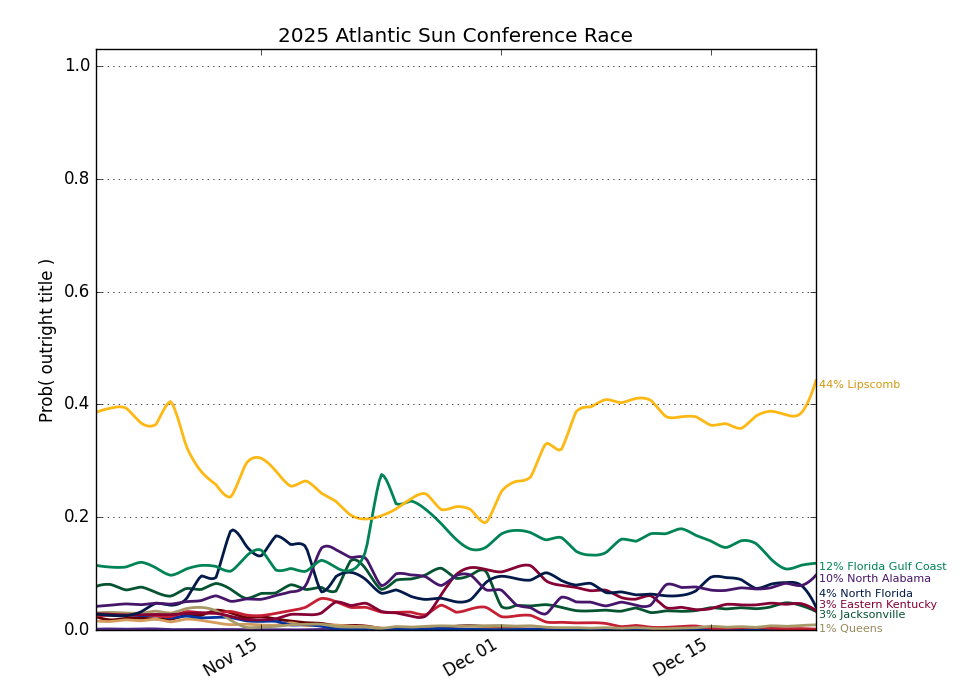 2025 Atlantic Sun Conference Race
Prob( outright title )
1.0
0.8
0.6
0.4
0.2
0.0
Nov 15
Dec 01
Dec 15
44% Lipscomb
12% Florida Gulf Coast
10% North Alabama
4% North Florida
3% Eastern Kentucky
3% Jacksonville
1% Queens